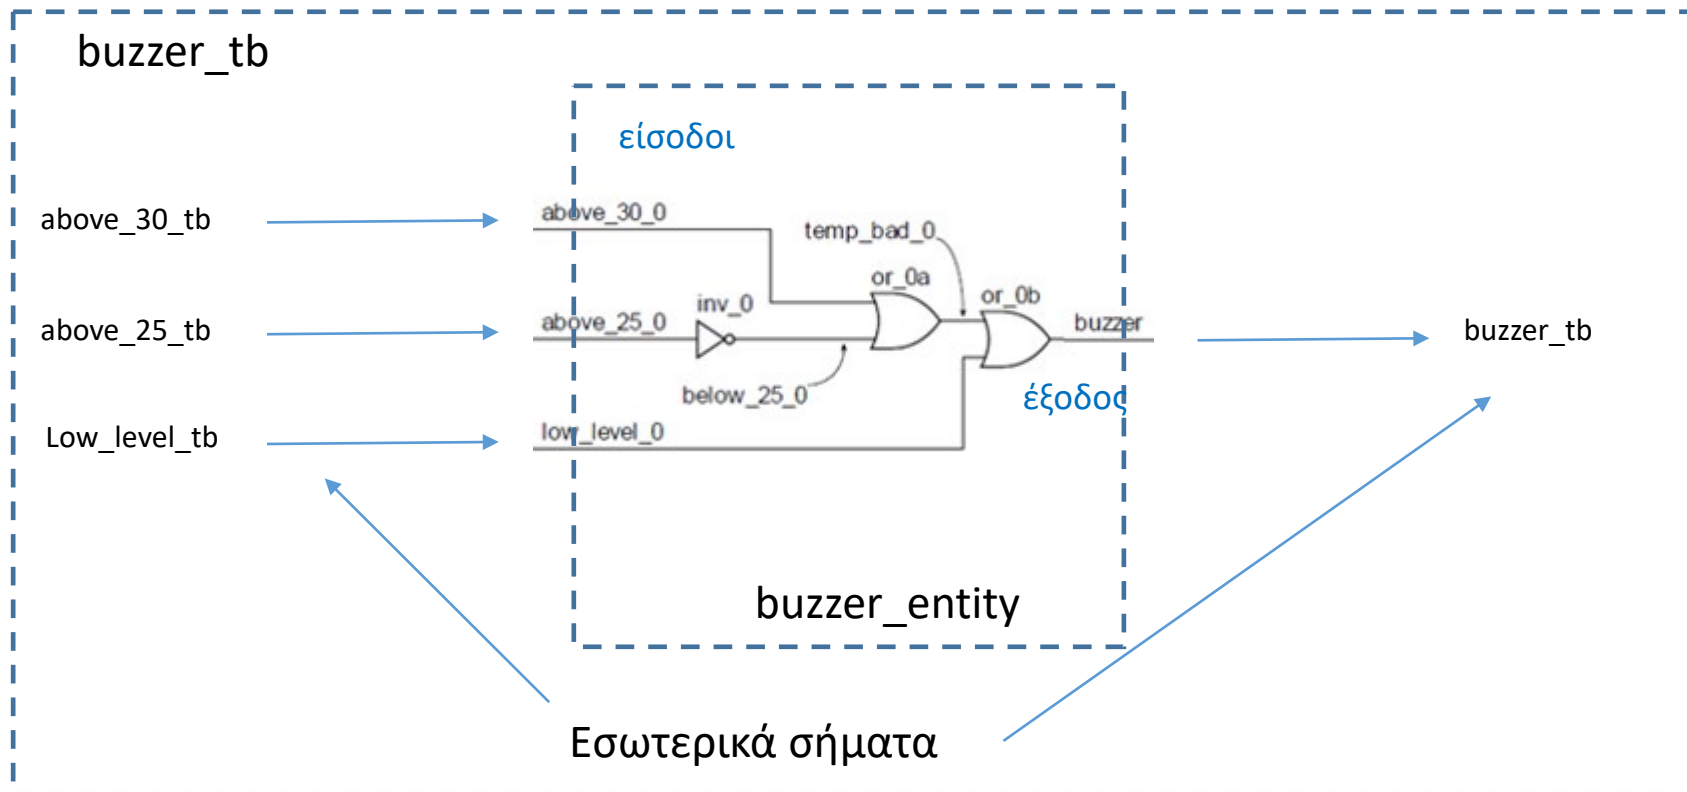 buzzer_tb
είσοδοι
above_30_tb
above_30_0
temp_bad_0
or_0a
or_0b
inv_0
above_25_tb
above_25_0
buzzer
buzzer_tb
below_25_0
έξοδος
Low_level_tb
low_level_0
buzzer_entity
Εσωτερικά σήματα